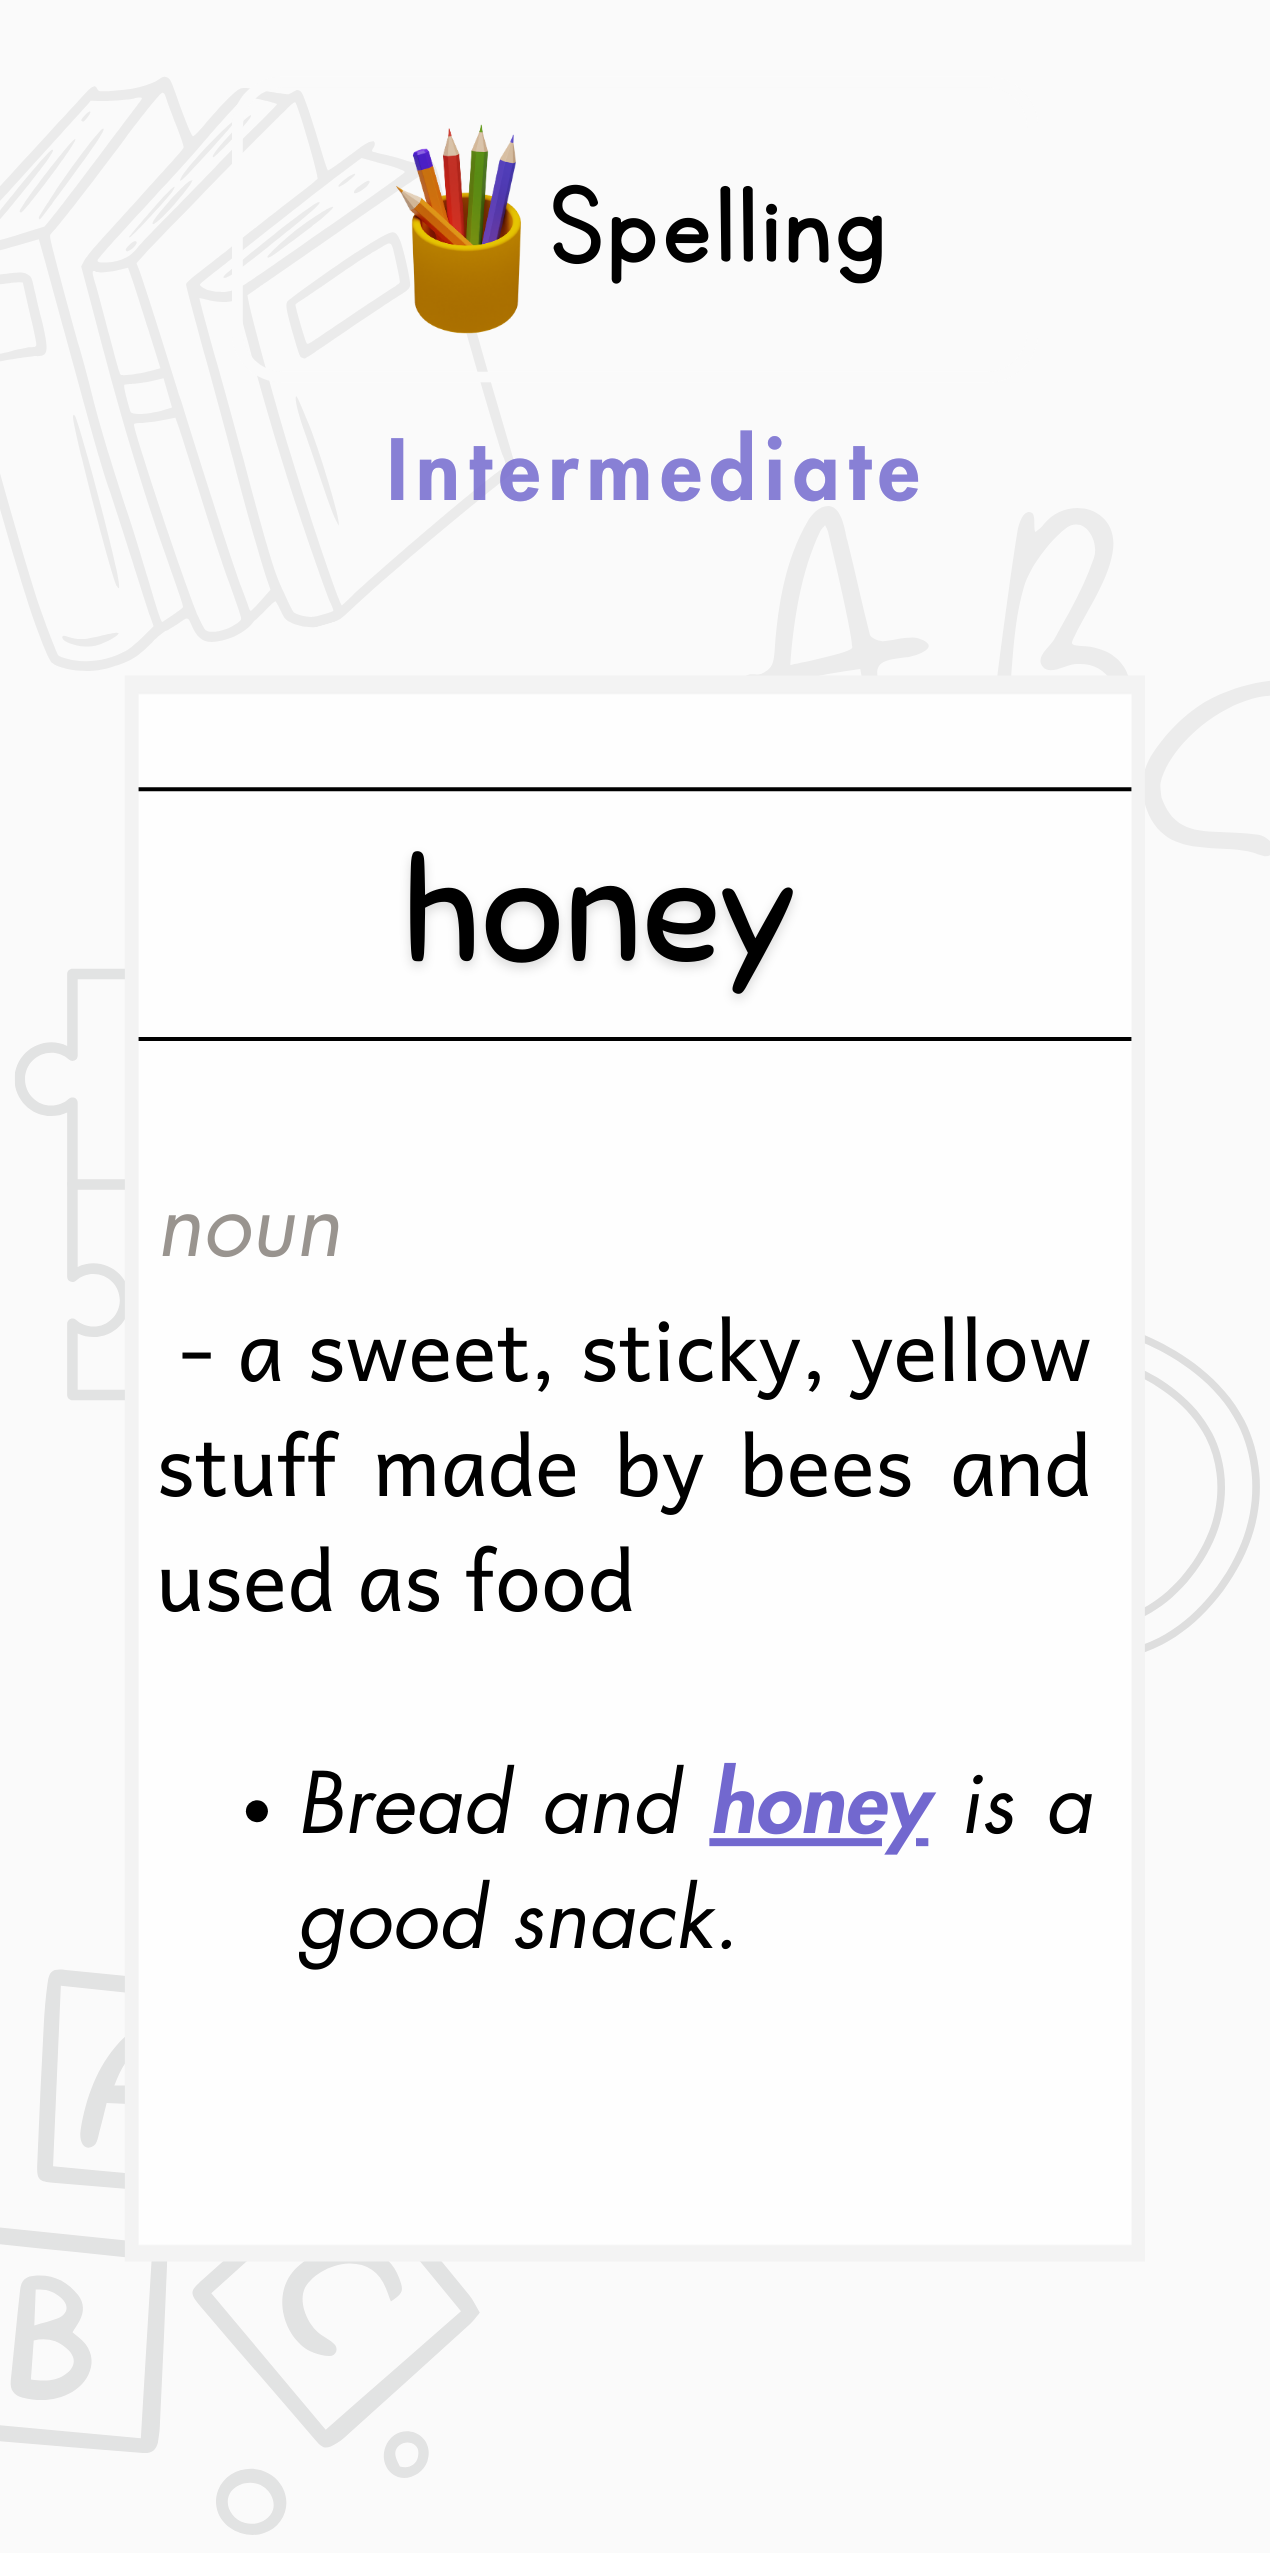 Spelling
Intermediate
A B
honey
noun
- a sweet, sticky, yellow
stuff made by bees and
used as food
• Bread and honey is a
good snack.
A
B
C